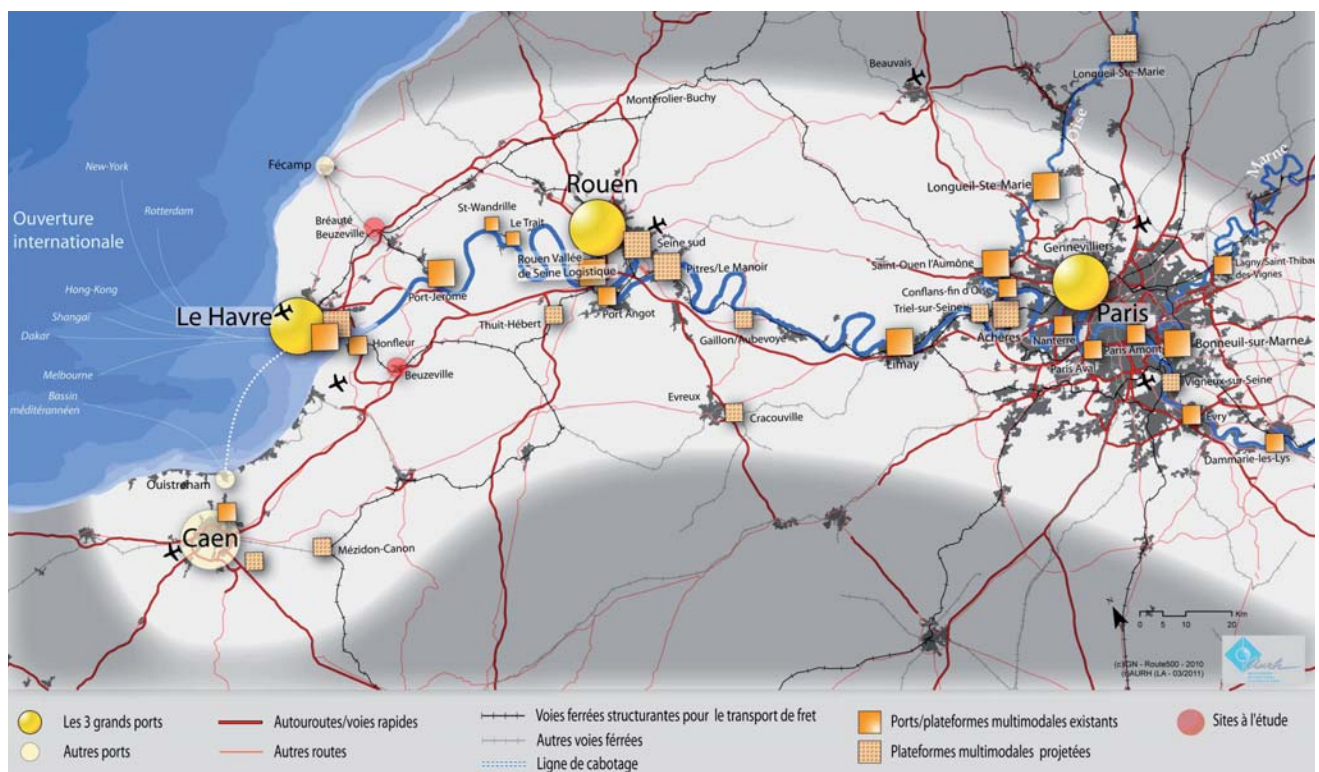 Beauvais
Longueil-Ste-Marie
Montérolier-Buchy
Oise
Marne
New-York
Fécamp
Rotterdam
Rouen
Longueil-Ste-Marie
Ouverture
internationale
Bréauté
Beuzeville
St-Wandrille
Le Trait
Seine sud
Gennevilliers
Rouen Vallée
de Seine Logistique
Pitres/Le Manoir
Saint-Ouen l'Aumône
Lagny/Saint-Thibault
des Vignes
Hong-Kong
Port-Jérôme
Conflans-fin d'Oise
Shangaï
Le Havre
Port Angot
Triel-sur-Seine
Paris
Dakar
Thuit-Hébert
Gaillon/Aubevoye
Achères
Nanterre
Paris Amont
Bonneuil-sur-Marne
Honfleur
Limay
Paris Aval
Melbourne
Beuzeville
Vigneux-sur-Seine
Bassin
méditérannéen
Evreux
Cracouville
Evry
Dammarie-les-Lys
Ouistreham
Caen
Mézidon-Canon
Km
0 5 10 20
(c)IGN - Route500 - 2010
(c)AURH (LA - 03/2011)
aurh
Les 3 grands ports
Autres ports
Autoroutes/voies rapides
Autres routes
Voies ferrées structurantes pour le transport de fret
Autres voies férrées
Ligne de cabotage
Ports/plateformes multimodales existants
Plateformes multimodales projetées
Sites à l'étude